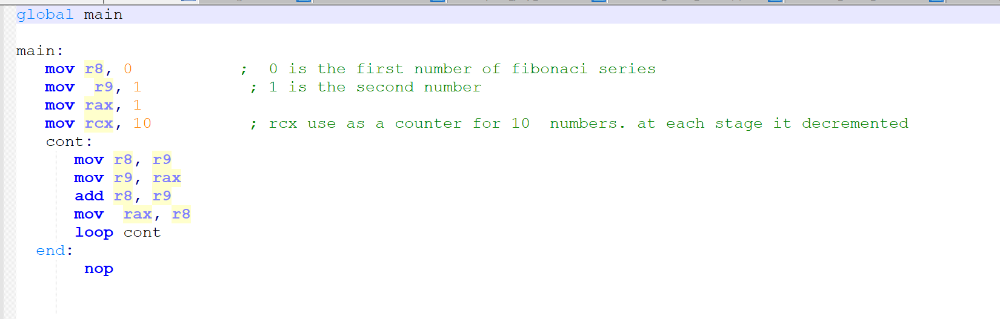 global main
main:
mov r8, 0 ; 0 is the first number of fibonaci series
mov r9, 1 ; 1 is the second number
mov rax, 1
mov rcx, 10 ; rcx use as a counter for 10 numbers. at each stage it decremented
cont:
mov r8, r9
mov r9, rax
add r8, r9
mov rax, r8
loop cont
end:
nop